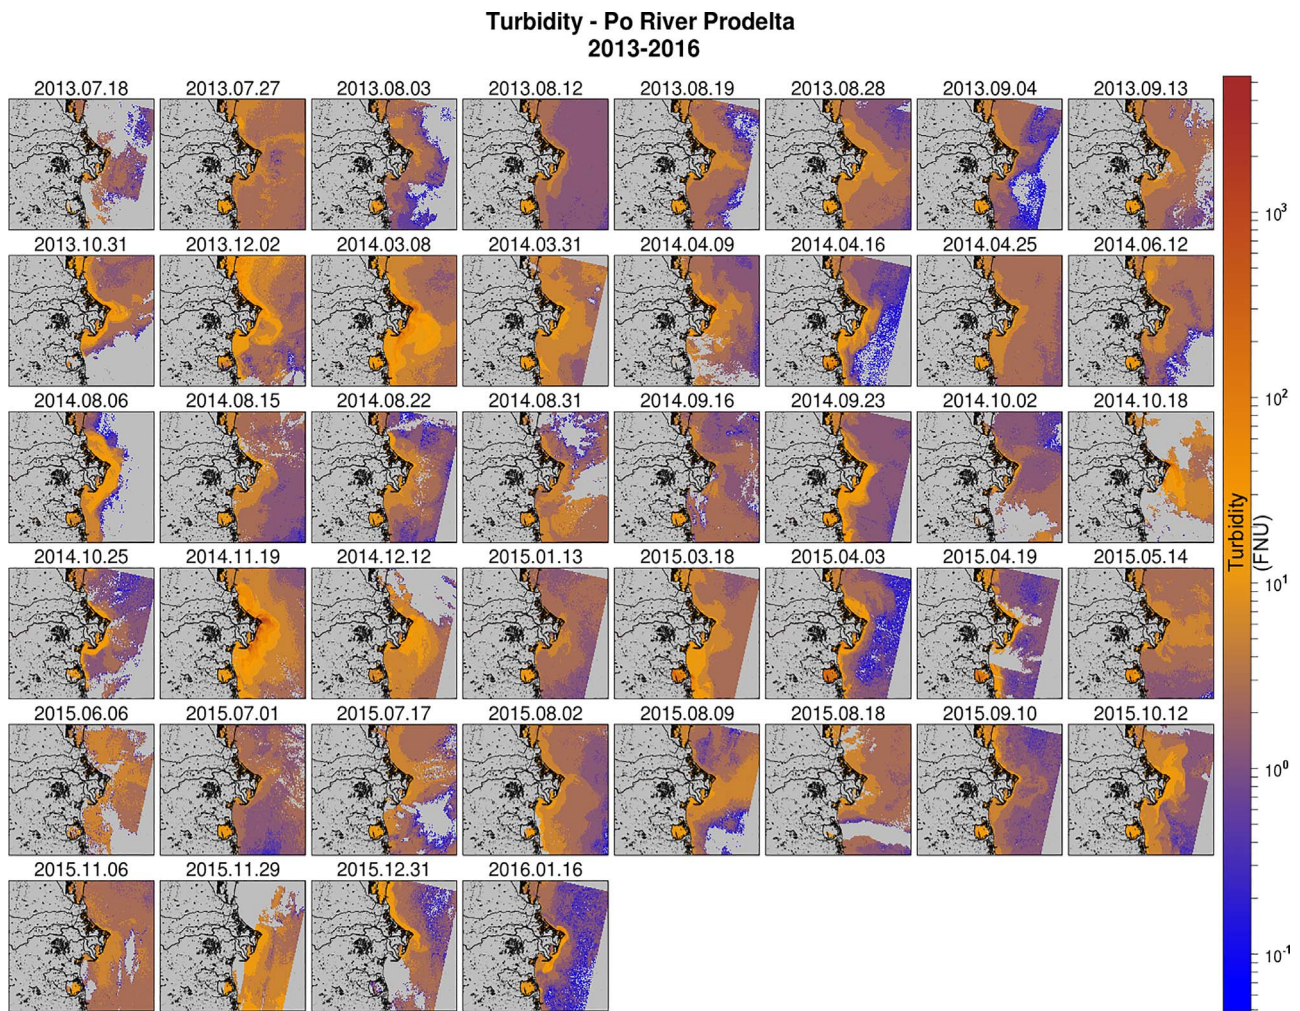 Turbidity - Po River Prodelta
2013-2016
2013.07.18 2013.07.27 2013.08.03 2013.08.12 2013.08.19 2013.08.28 2013.09.04 2013.09.13
2013.10.31 2013.12.02 2014.03.08 2014.03.31 2014.04.09 2014.04.16 2014.04.25 2014.06.12
2014.08.06 2014.08.15 2014.08.22 2014.08.31 2014.09.16 2014.09.23 2014.10.02 2014.10.18
2014.10.25 2014.11.19 2014.12.12 2015.01.13 2015.03.18 2015.04.03 2015.04.19 2015.05.14
2015.06.06 2015.07.01 2015.07.17 2015.08.02 2015.08.09 2015.08.18 2015.09.10 2015.10.12
2015.11.06 2015.11.29 2015.12.31 2016.01.16
10³
10²
10¹
10⁰
10⁻¹
Turbidity
(FNU)